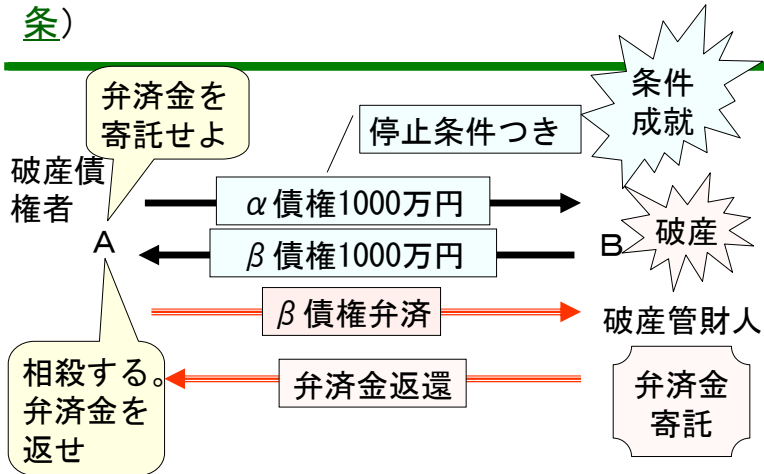 条）
弁済金を
寄託せよ
条件
成就
停止条件つき
破産債
権者
α債権1000万円
A
β債権1000万円
B
破産
β債権弁済
破産管財人
相殺する。
弁済金を
返せ
弁済金返還
弁済金
寄託